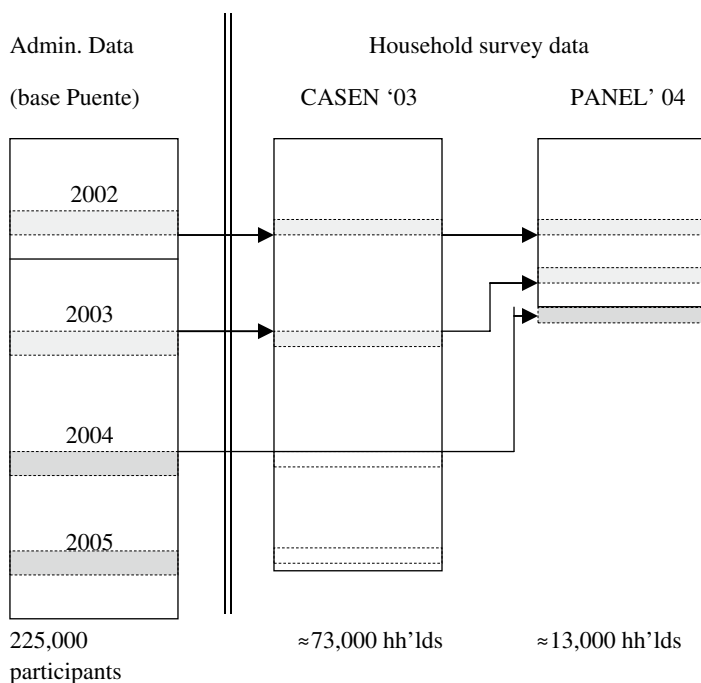 Admin. Data
(base Puente)
Household survey data
CASEN ‘03
PANEL’ 04
2002
2003
2004
2005
225,000
participants
≈73,000 hh’lds
≈13,000 hh’lds